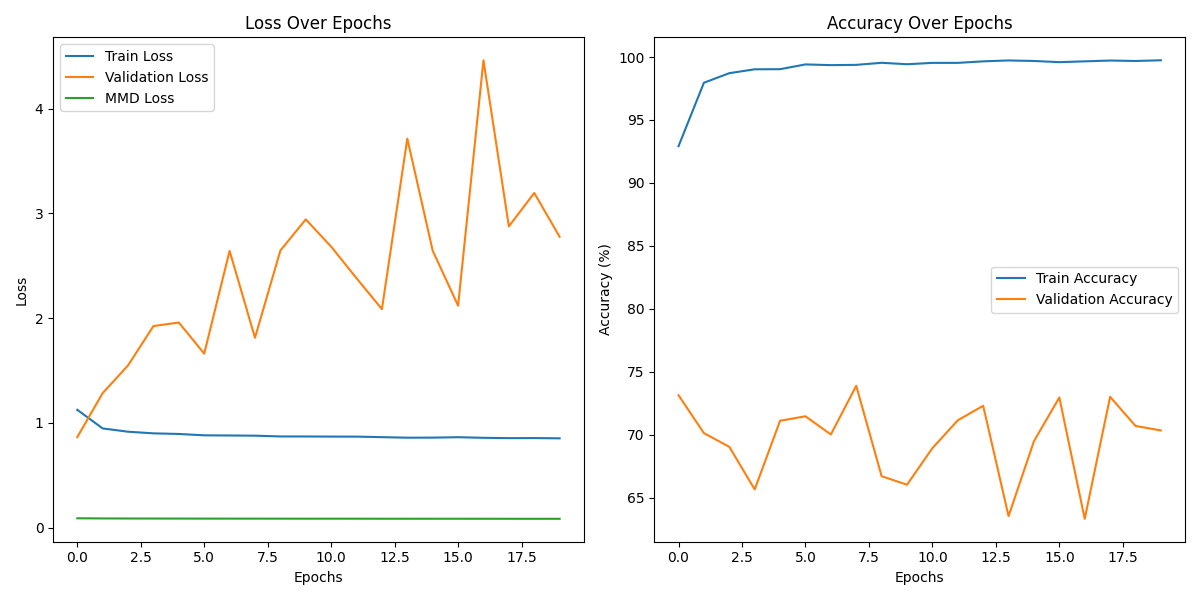 Loss Over Epochs
Train Loss
Validation Loss
MMD Loss
4
3
2
1
0
Loss
0.0 2.5 5.0 7.5 10.0 12.5 15.0 17.5
Epochs
Accuracy Over Epochs
100
95
90
85
80
75
70
65
Accuracy (%)
Train Accuracy
Validation Accuracy
0.0 2.5 5.0 7.5 10.0 12.5 15.0 17.5
Epochs